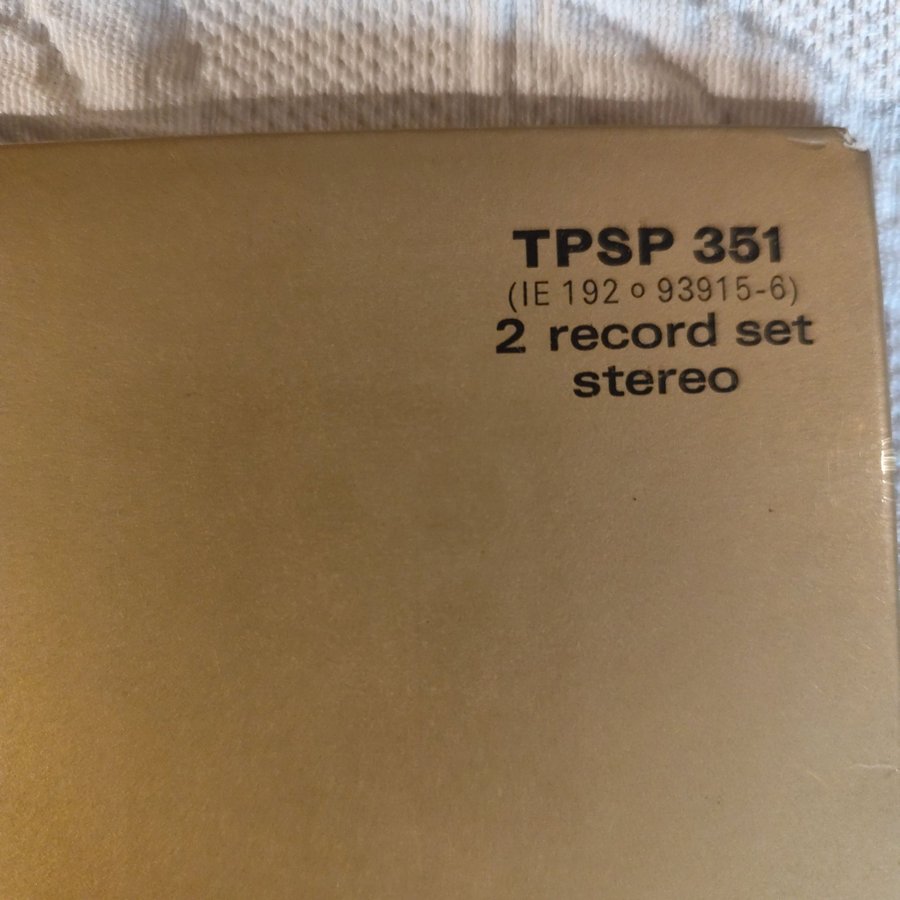 TPSP 351
(IE 192 o 93915-6)
2 record set
stereo